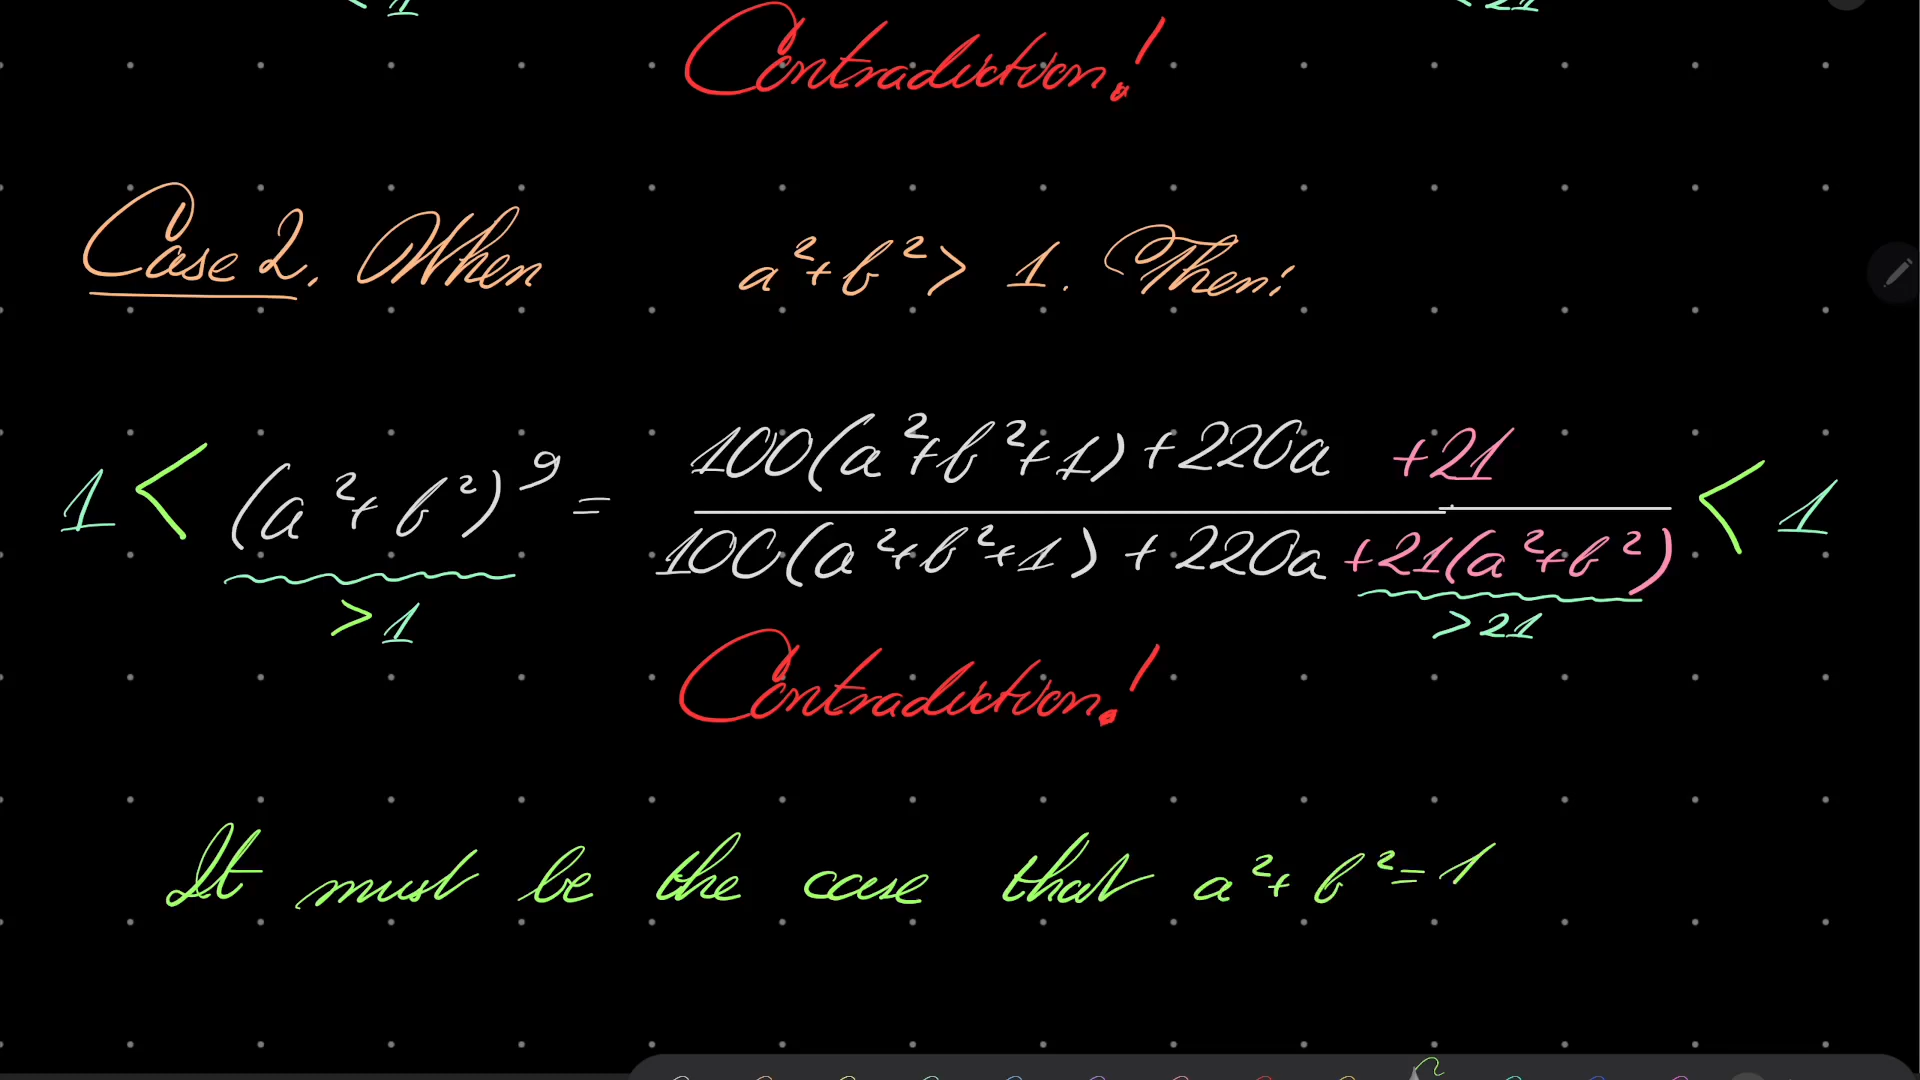 < 1 < 21
Contradiction!
Case 2. When a²+b² > 1. Then:
1 < (a²+b²)⁹ = 100(a²+b²+1)+220a +21 / 100(a²+b²+1)+220a +21(a²+b²) < 1
>1 >21
Contradiction!
It must be the case that a²+b²=1